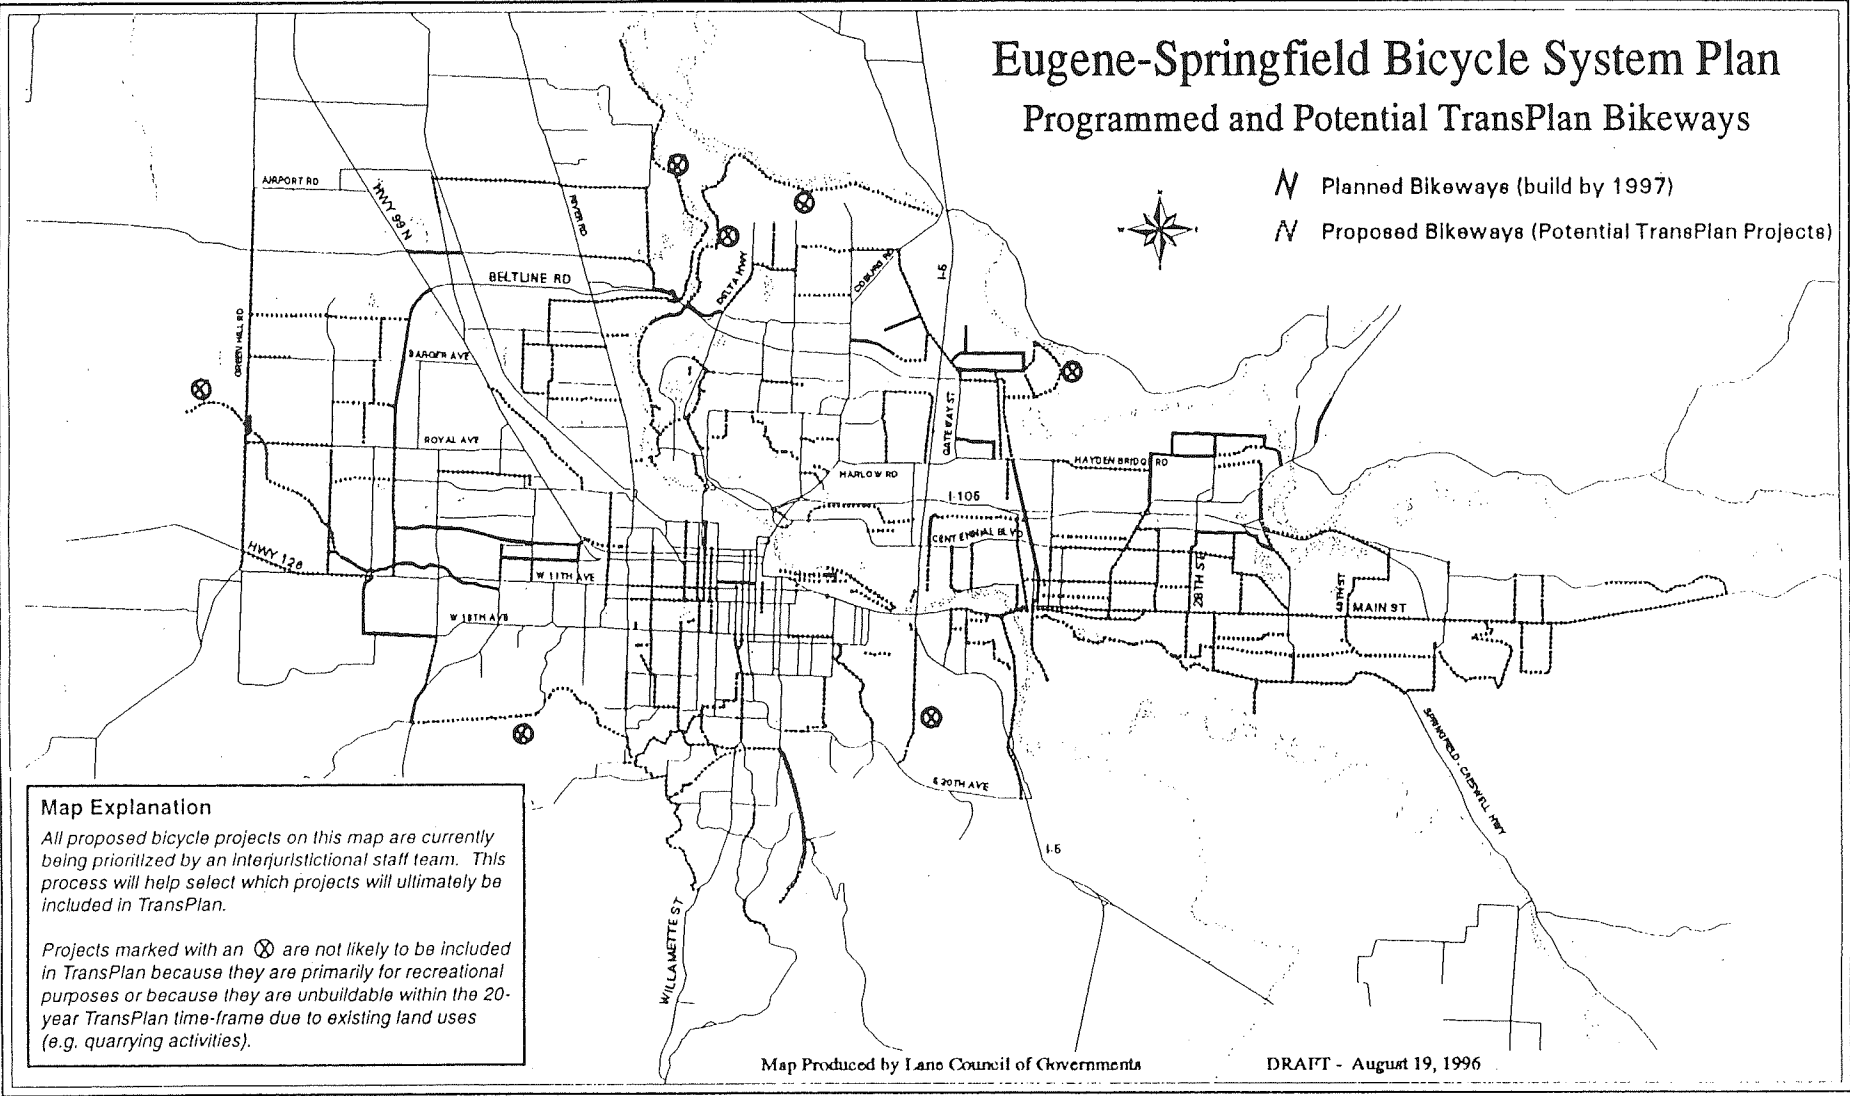 Eugene-Springfield Bicycle System Plan
Programmed and Potential TransPlan Bikeways
Planned Bikeways (build by 1997)
Proposed Bikeways (Potential TransPlan Projects)
AIRPORT RD
HWY 99 N
RIVER RD
BELTLINE RD
DELTA HWY
COBURG RD
I-5
GREEN HILL RD
BARGER AVE
GATEWAY ST
ROYAL AVE
HARLOW RD
HAYDEN BRIDGE RD
I-105
CENTENNIAL BLVD
HWY 126
W 11TH AVE
28TH ST
48TH ST
MAIN ST
W 18TH AVE
SPRINGFIELD - CRESWELL HWY
E 30TH AVE
I-5
WILLAMETTE ST
Map Explanation
All proposed bicycle projects on this map are currently
being prioritized by an interjuristictional staff team. This
process will help select which projects will ultimately be
included in TransPlan.
Projects marked with an ⓧ are not likely to be included
in TransPlan because they are primarily for recreational
purposes or because they are unbuildable within the 20-
year TransPlan time-frame due to existing land uses
(e.g. quarrying activities).
Map Produced by Lane Council of Governments
DRAFT - August 19, 1996